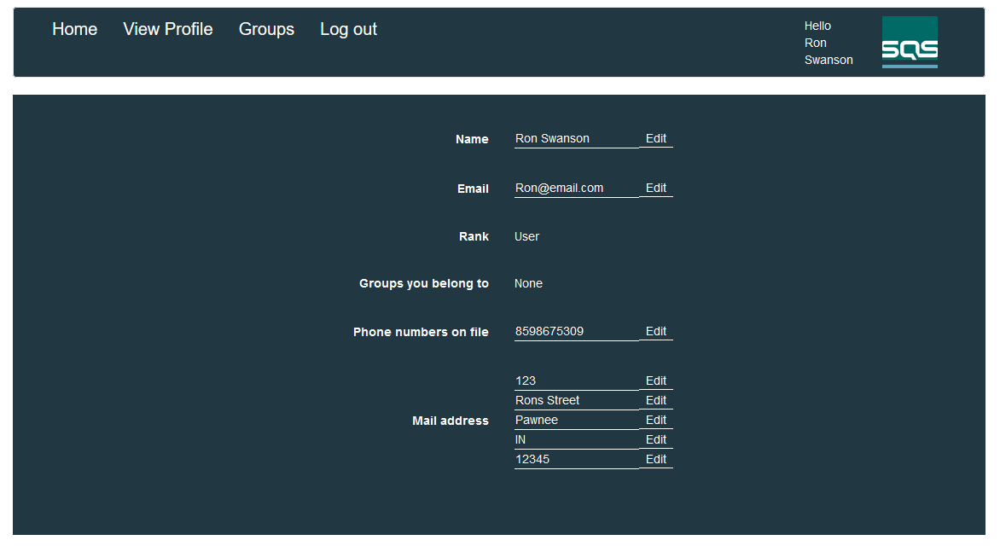 Home View Profile Groups Log out
Hello
Ron
Swanson
SQS
Name Ron Swanson Edit
Email Ron@email.com Edit
Rank User
Groups you belong to None
Phone numbers on file 8598675309 Edit
123 Edit
Rons Street Edit
Mail address Pawnee Edit
IN Edit
12345 Edit